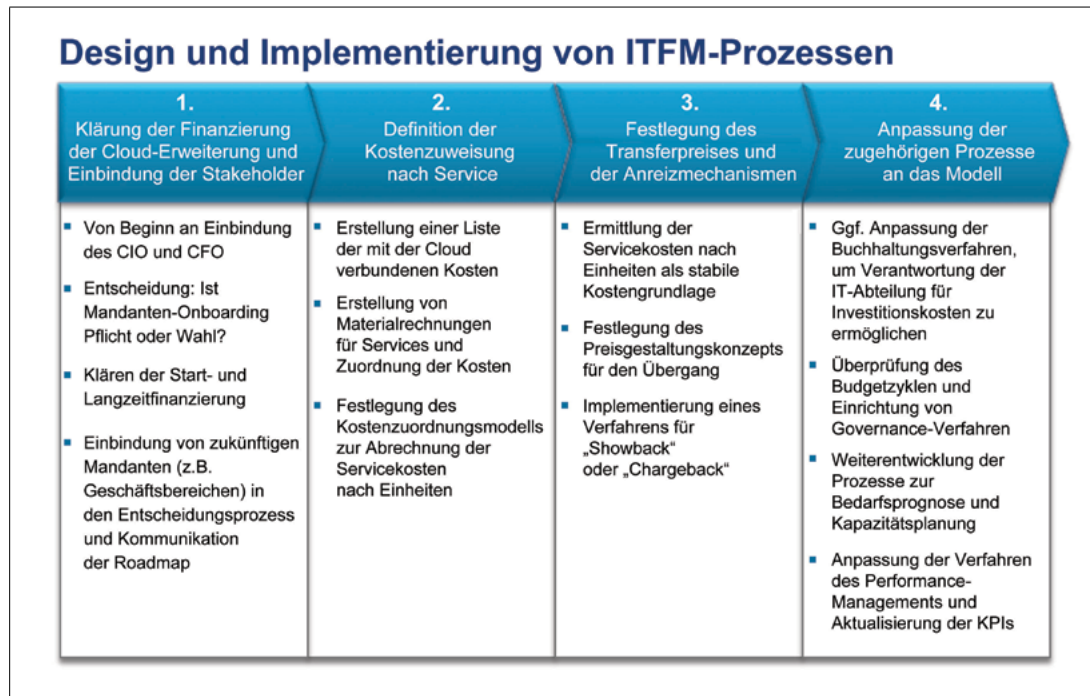 Design und Implementierung von ITFM-Prozessen
1.
Klärung der Finanzierung
der Cloud-Erweiterung und
Einbindung der Stakeholder
Von Beginn an Einbindung
des CIO und CFO
Entscheidung: Ist
Mandanten-Onboarding
Pflicht oder Wahl?
Klären der Start- und
Langzeitfinanzierung
Einbindung von zukünftigen
Mandanten (z.B.
Geschäftsbereichen) in
den Entscheidungsprozess
und Kommunikation
der Roadmap
2.
Definition der
Kostenzuweisung
nach Service
Erstellung einer Liste
der mit der Cloud
verbundenen Kosten
Erstellung von
Materialrechnungen
für Services und
Zuordnung der Kosten
Festlegung des
Kostenzuordnungsmodells
zur Abrechnung der
Servicekosten
nach Einheiten
3.
Festlegung des
Transferpreises und
der Anreizmechanismen
Ermittlung der
Servicekosten nach
Einheiten als stabile
Kostengrundlage
Festlegung des
Preisgestaltungskonzepts
für den Übergang
Implementierung eines
Verfahrens für
„Showback“
oder „Chargeback“
4.
Anpassung der
zugehörigen Prozesse
an das Modell
Ggf. Anpassung der
Buchhaltungsverfahren,
um Verantwortung der
IT-Abteilung für
Investitionskosten zu
ermöglichen
Überprüfung des
Budgetzyklen und
Einrichtung von
Governance-Verfahren
Weiterentwicklung der
Prozesse zur
Bedarfsprognose und
Kapazitätsplanung
Anpassung der Verfahren
des Performance-
Managements und
Aktualisierung der KPIs